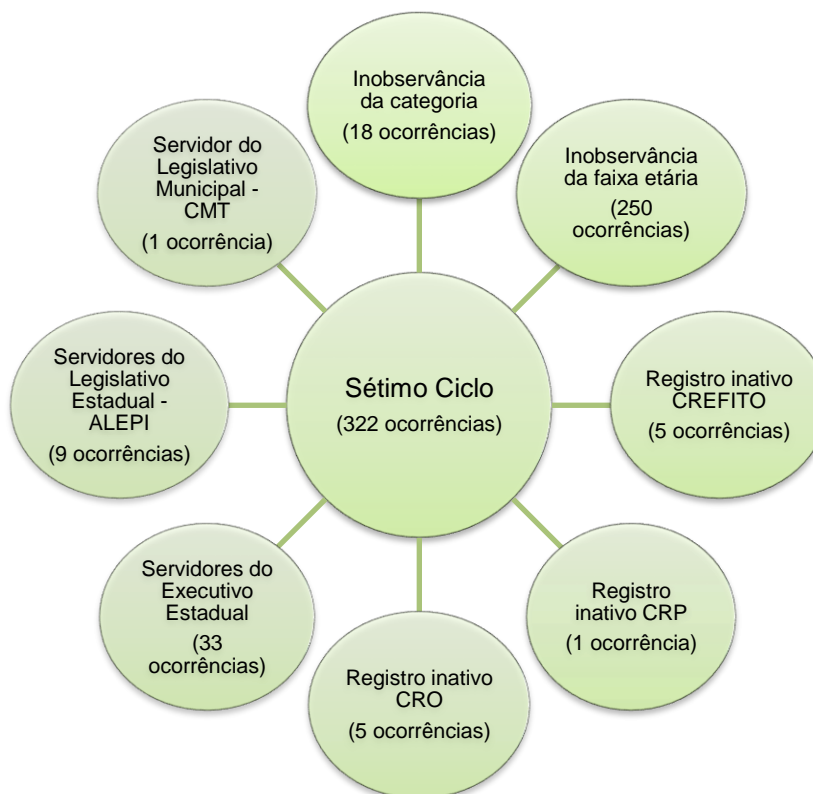 Inobservância
da categoria
(18 ocorrências)
Inobservância
da faixa etária
(250
ocorrências)
Registro inativo
CREFITO
(5 ocorrências)
Registro
inativo CRP
(1 ocorrência)
Registro inativo
CRO
(5 ocorrências)
Servidores do
Executivo
Estadual
(33
ocorrências)
Servidores do
Legislativo
Estadual -
ALEPI
(9 ocorrências)
Servidor do
Legislativo
Municipal -
CMT
(1 ocorrência)
Sétimo Ciclo
(322 ocorrências)